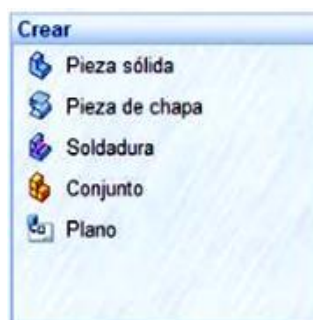 Crear
Pieza sólida
Pieza de chapa
Soldadura
Conjunto
Plano